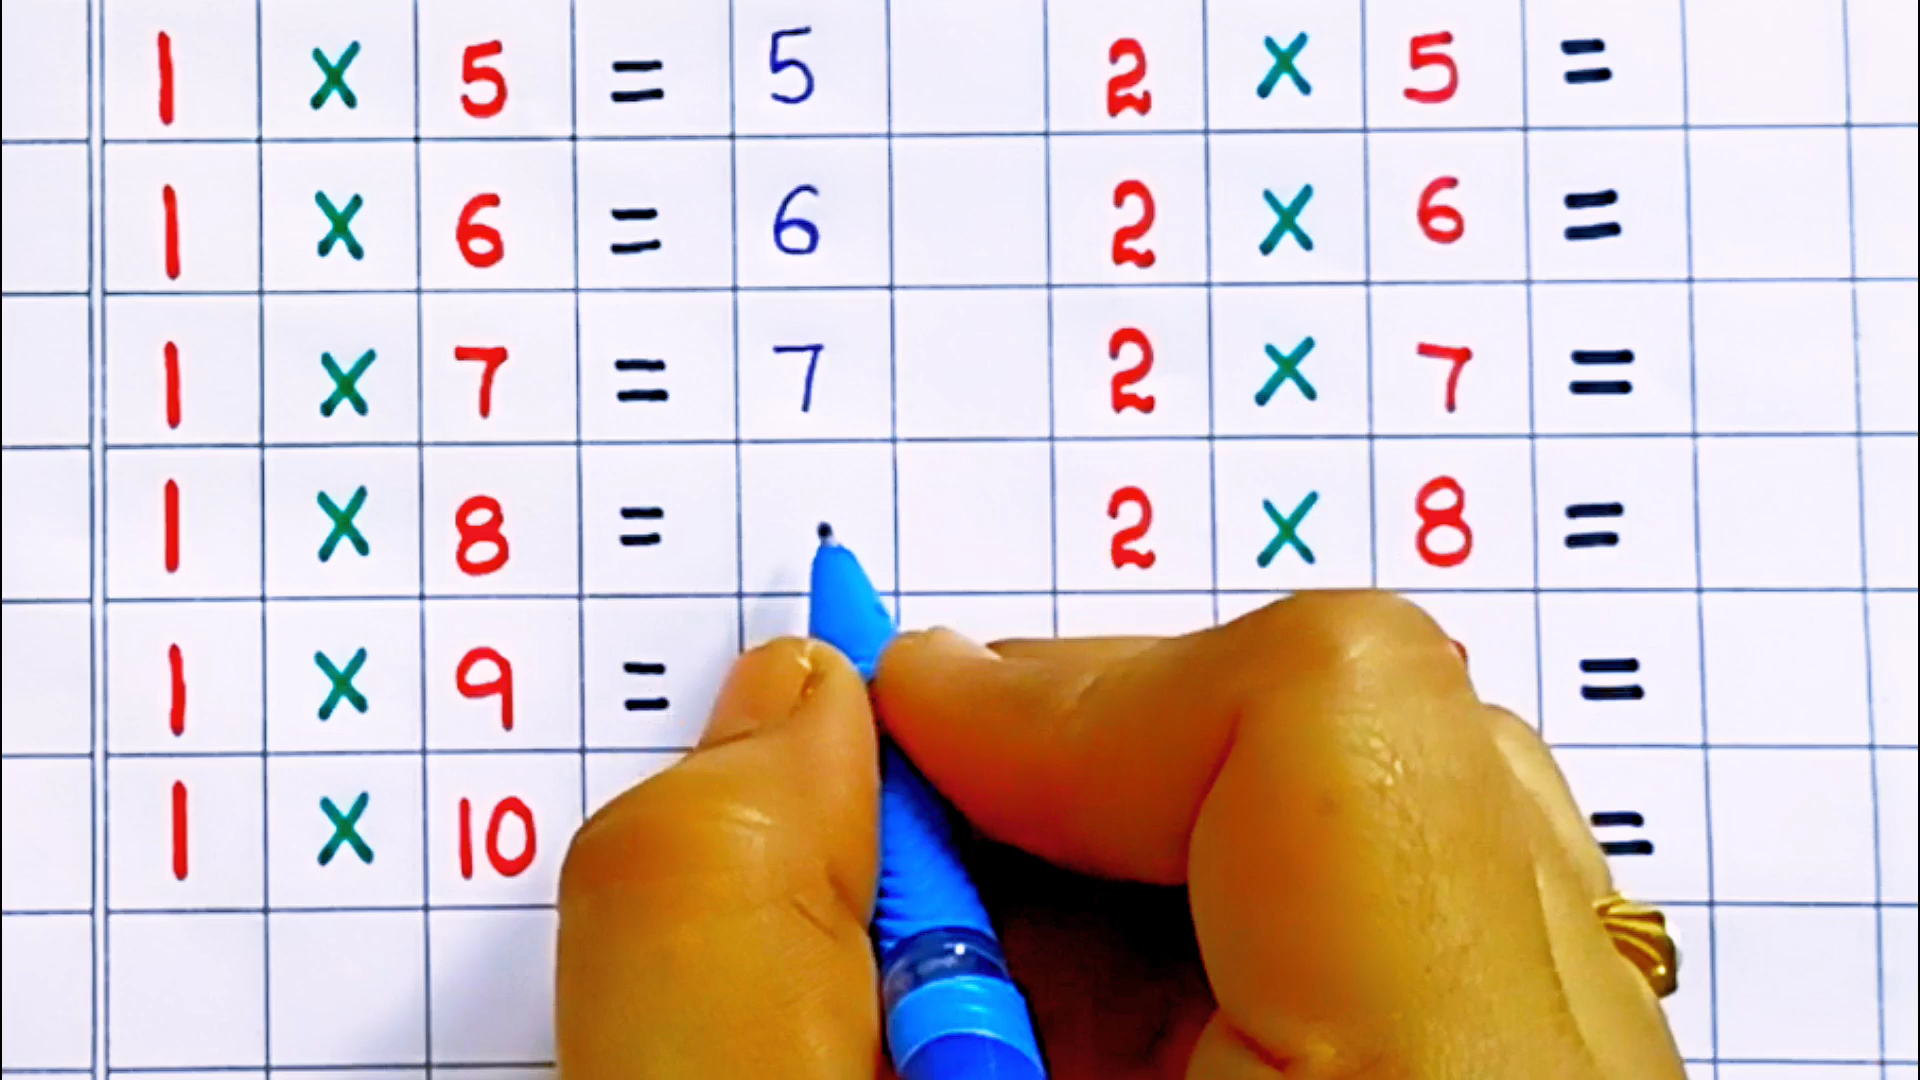 1 × 5 = 5 2 × 5 =
1 × 6 = 6 2 × 6 =
1 × 7 = 7 2 × 7 =
1 × 8 = 2 × 8 =
1 × 9 = =
1 × 10 =